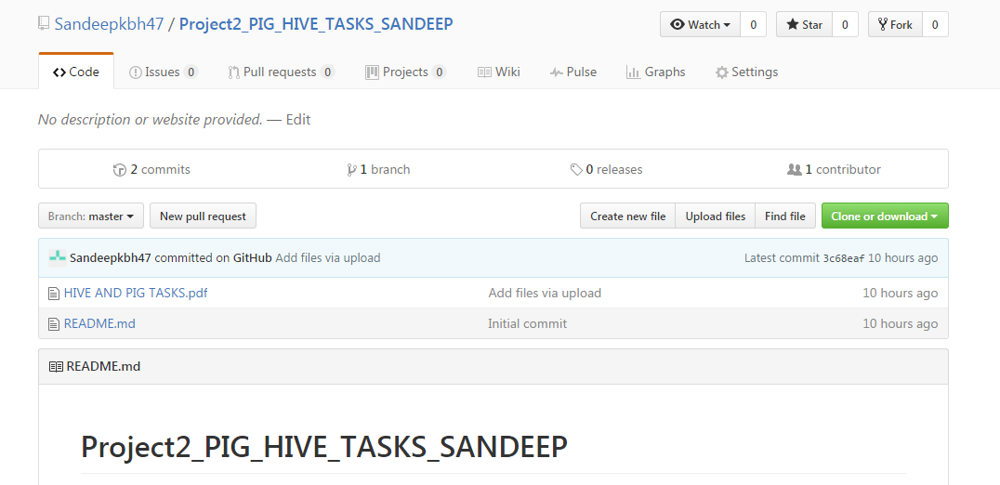 Sandeepkbh47 / Project2_PIG_HIVE_TASKS_SANDEEP Watch 0 Star 0 Fork 0
Code Issues 0 Pull requests 0 Projects 0 Wiki Pulse Graphs Settings
No description or website provided. — Edit
2 commits 1 branch 0 releases 1 contributor
Branch: master New pull request Create new file Upload files Find file Clone or download
Sandeepkbh47 committed on GitHub Add files via upload Latest commit 3c68eaf 10 hours ago
HIVE AND PIG TASKS.pdf Add files via upload 10 hours ago
README.md Initial commit 10 hours ago
README.md
Project2_PIG_HIVE_TASKS_SANDEEP